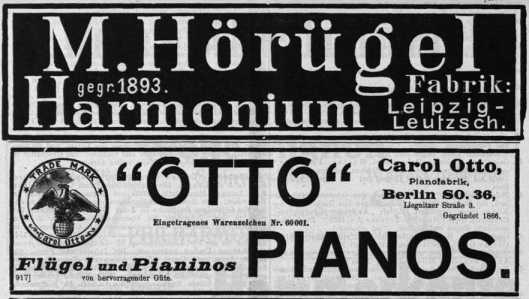 M. Hörügel
gegr. 1893. Fabrik:
Harmonium Leipzig-
Leutzsch.
TRADE MARK
Carol Otto
"OTTO"
Eingetragenes Warenzeichen Nr. 60001.
Carol Otto,
Pianofabrik,
Berlin SO. 36,
Liegnitzer Straße 3.
Gegründet 1866.
PIANOS.
Flügel und Pianinos
917] von hervorragender Güte.